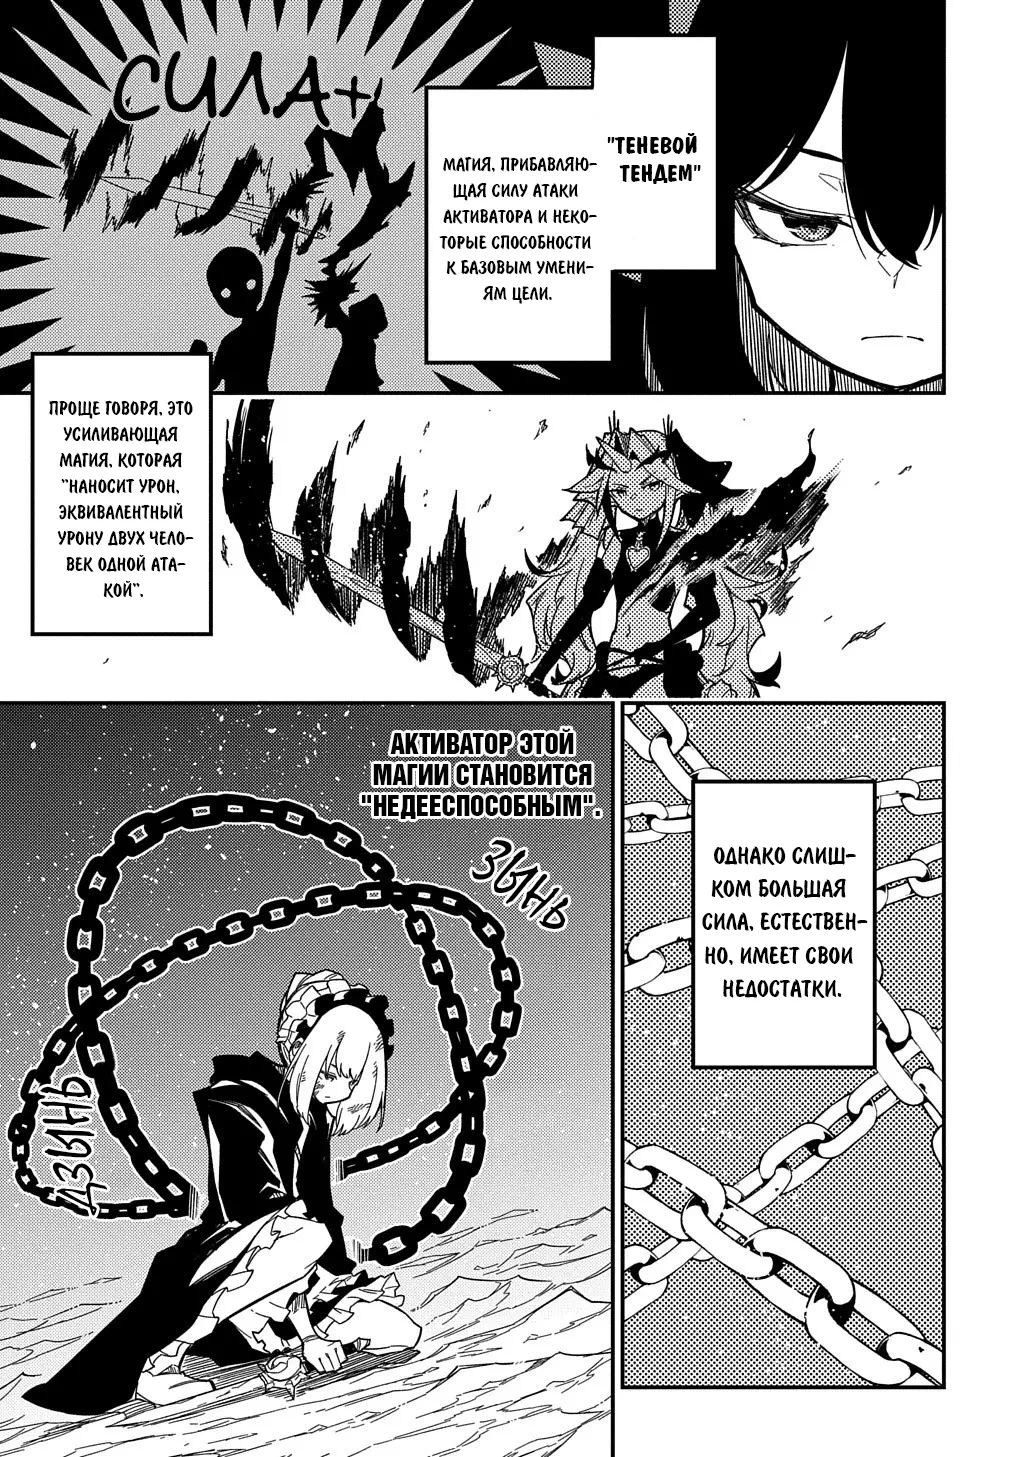 "ТЕНЕВОЙ
ТЕНДЕМ"
МАГИЯ, ПРИБАВЛЯЮ-
ЩАЯ СИЛУ АТАКИ
АКТИВАТОРА И НЕКО-
ТОРЫЕ СПОСОБНОСТИ
К БАЗОВЫМ УМЕНИ-
ЯМ ЦЕЛИ.
СИЛА+
ПРОЩЕ ГОВОРЯ, ЭТО
УСИЛИВАЮЩАЯ
МАГИЯ, КОТОРАЯ
"НАНОСИТ УРОН,
ЭКВИВАЛЕНТНЫЙ
УРОНУ ДВУХ ЧЕЛО-
ВЕК ОДНОЙ АТА-
КОЙ".
ОДНАКО СЛИШ-
КОМ БОЛЬШАЯ
СИЛА, ЕСТЕСТВЕН-
НО, ИМЕЕТ СВОИ
НЕДОСТАТКИ.
АКТИВАТОР ЭТОЙ
МАГИИ СТАНОВИТСЯ
"НЕДЕЕСПОСОБНЫМ".
ЗЫНЬ
ДЗЫНЬ